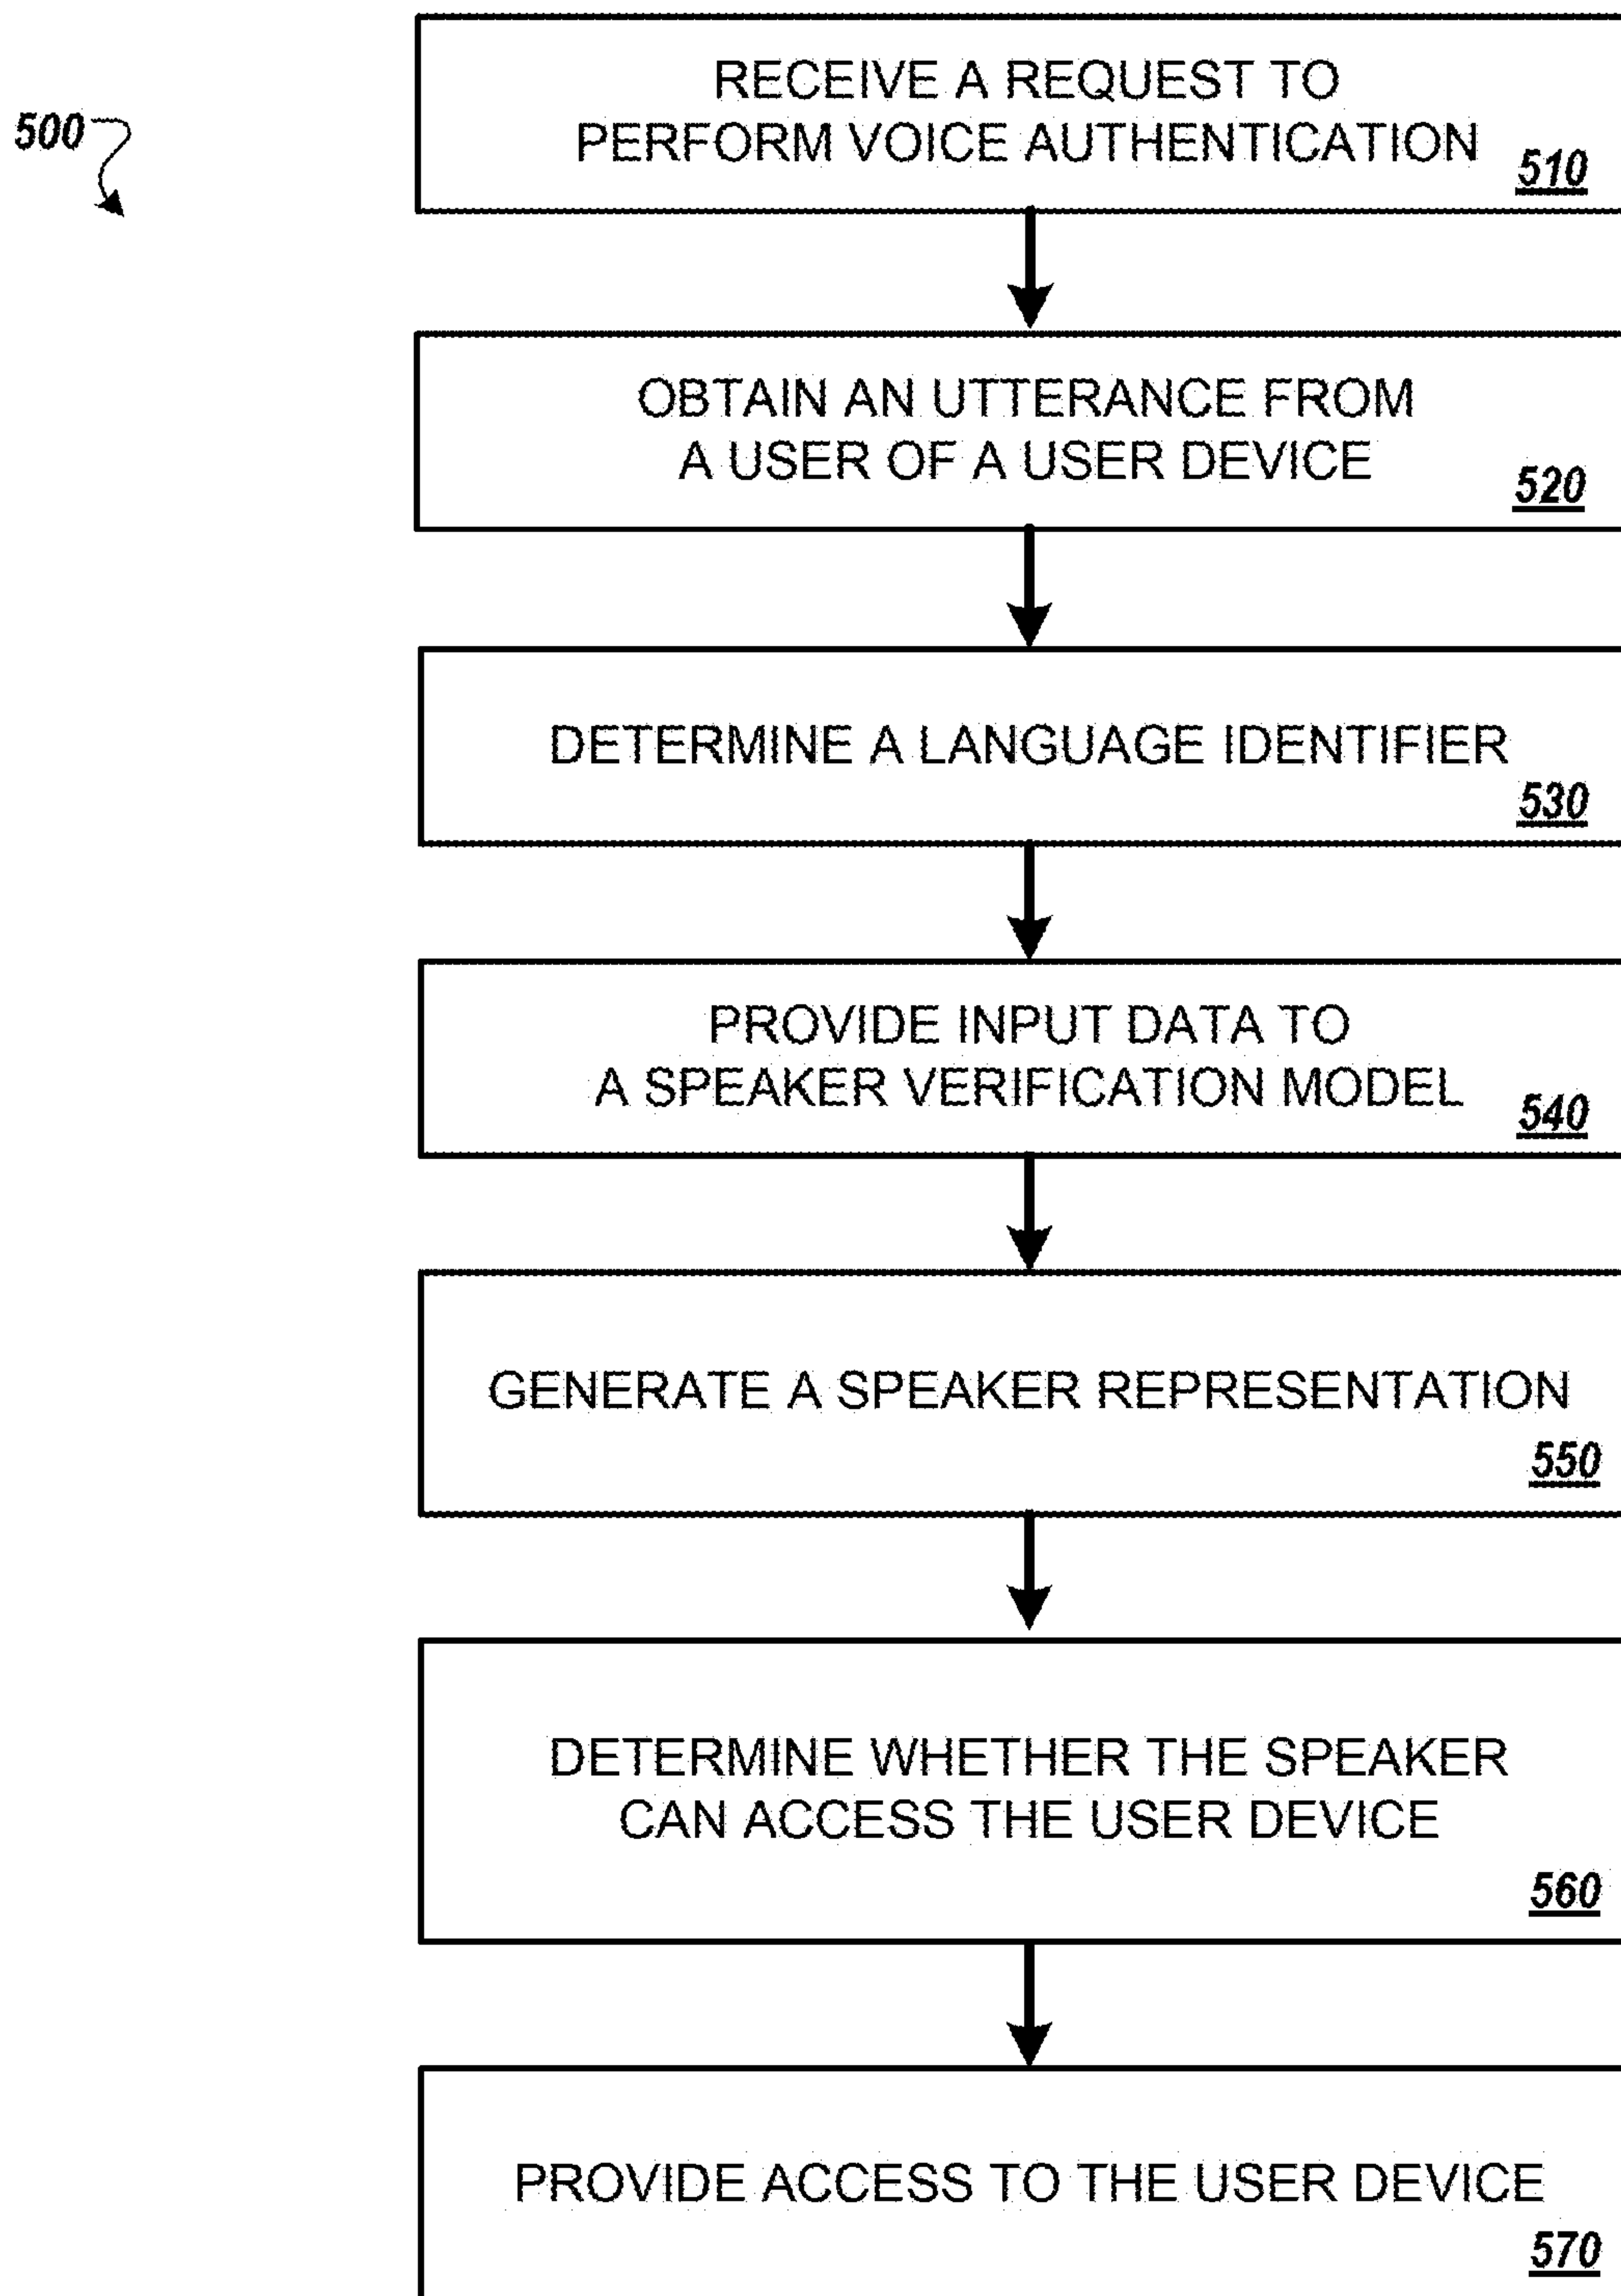 500
RECEIVE A REQUEST TO
PERFORM VOICE AUTHENTICATION
510
OBTAIN AN UTTERANCE FROM
A USER OF A USER DEVICE
520
DETERMINE A LANGUAGE IDENTIFIER
530
PROVIDE INPUT DATA TO
A SPEAKER VERIFICATION MODEL
540
GENERATE A SPEAKER REPRESENTATION
550
DETERMINE WHETHER THE SPEAKER
CAN ACCESS THE USER DEVICE
560
PROVIDE ACCESS TO THE USER DEVICE
570